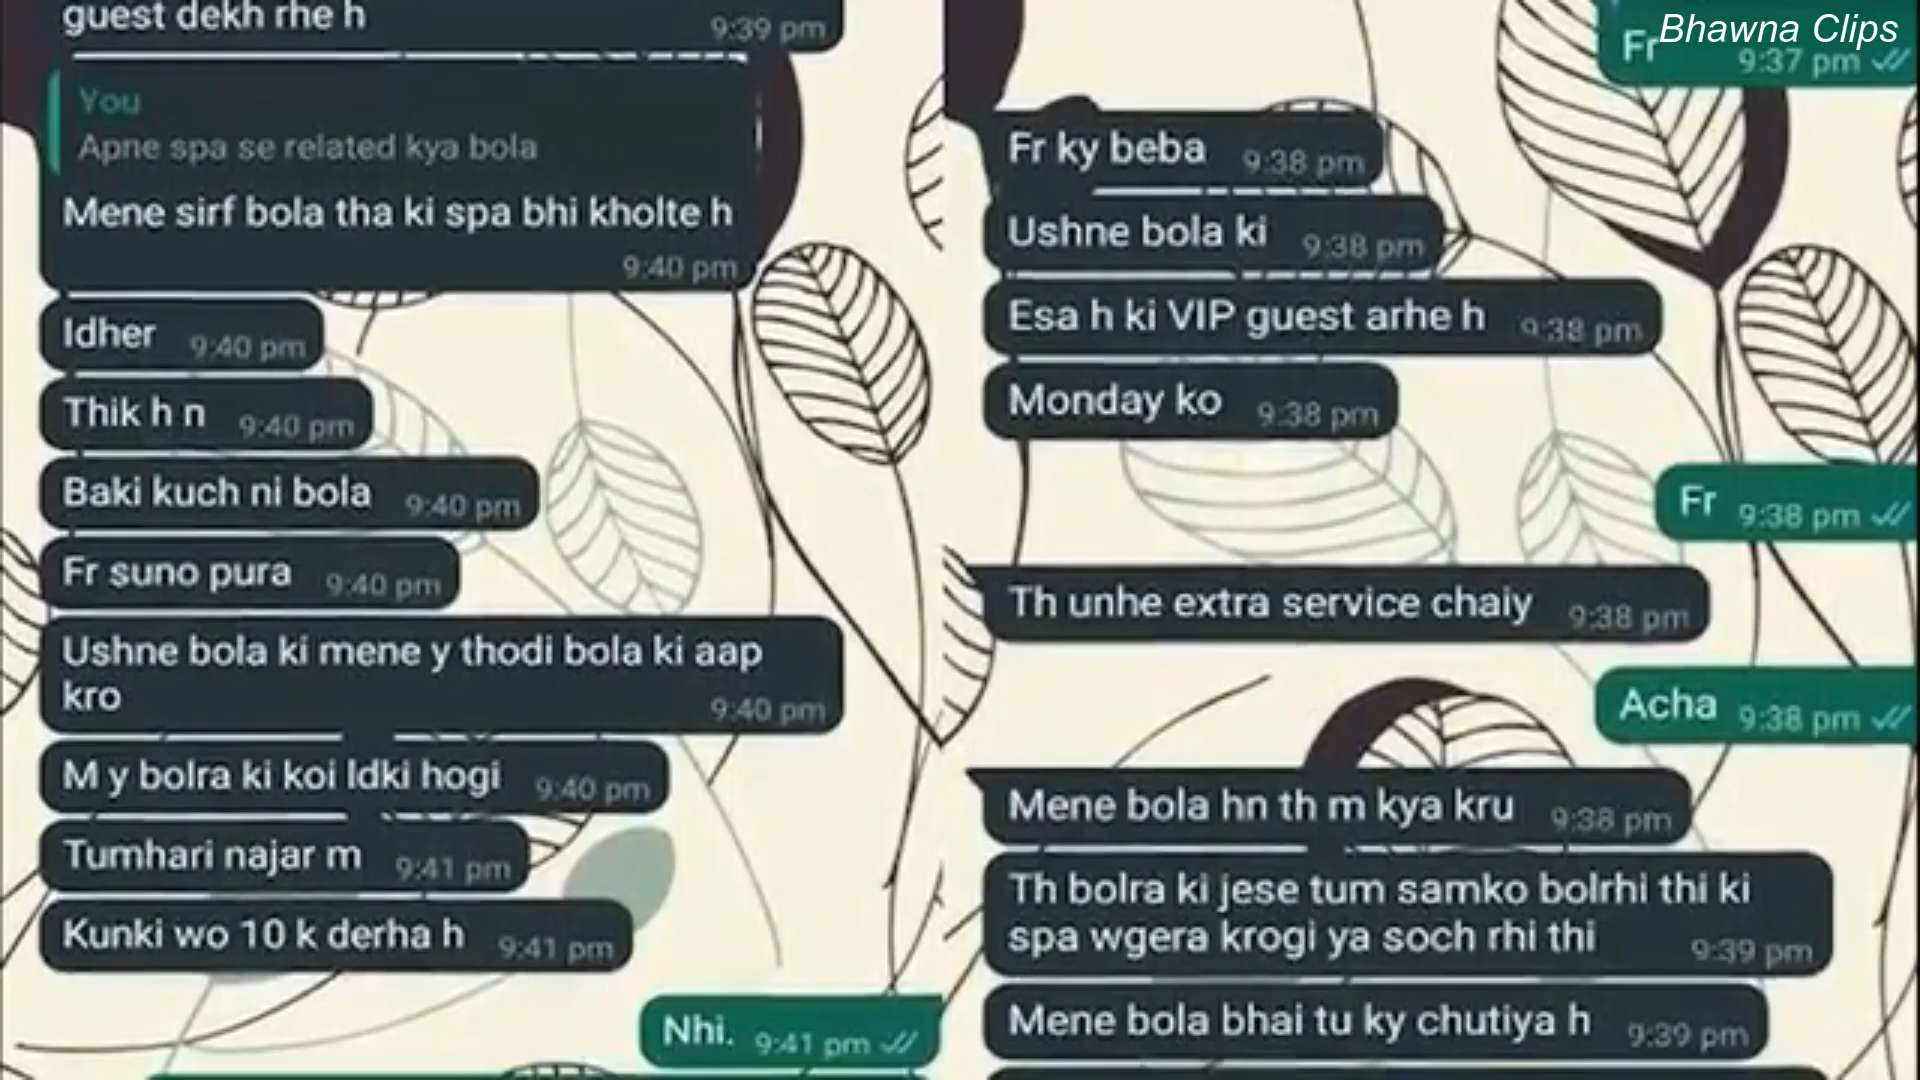 guest dekh rhe h
9:39 pm
You
Apne spa se related kya bola
Mene sirf bola tha ki spa bhi kholte h
9:40 pm
Idher 9:40 pm
Thik h n 9:40 pm
Baki kuch ni bola 9:40 pm
Fr suno pura 9:40 pm
Ushne bola ki mene y thodi bola ki aap
kro 9:40 pm
M y bolra ki koi ldki hogi 9:40 pm
Tumhari najar m 9:41 pm
Kunki wo 10 k derha h 9:41 pm
Nhi. 9:41 pm
Bhawna Clips
Fr 9:37 pm
Fr ky beba 9:38 pm
Ushne bola ki 9:38 pm
Esa h ki VIP guest arhe h 9:38 pm
Monday ko 9:38 pm
Fr 9:38 pm
Th unhe extra service chaiy 9:38 pm
Acha 9:38 pm
Mene bola hn th m kya kru 9:38 pm
Th bolra ki jese tum samko bolrhi thi ki
spa wgera krogi ya soch rhi thi 9:39 pm
Mene bola bhai tu ky chutiya h 9:39 pm